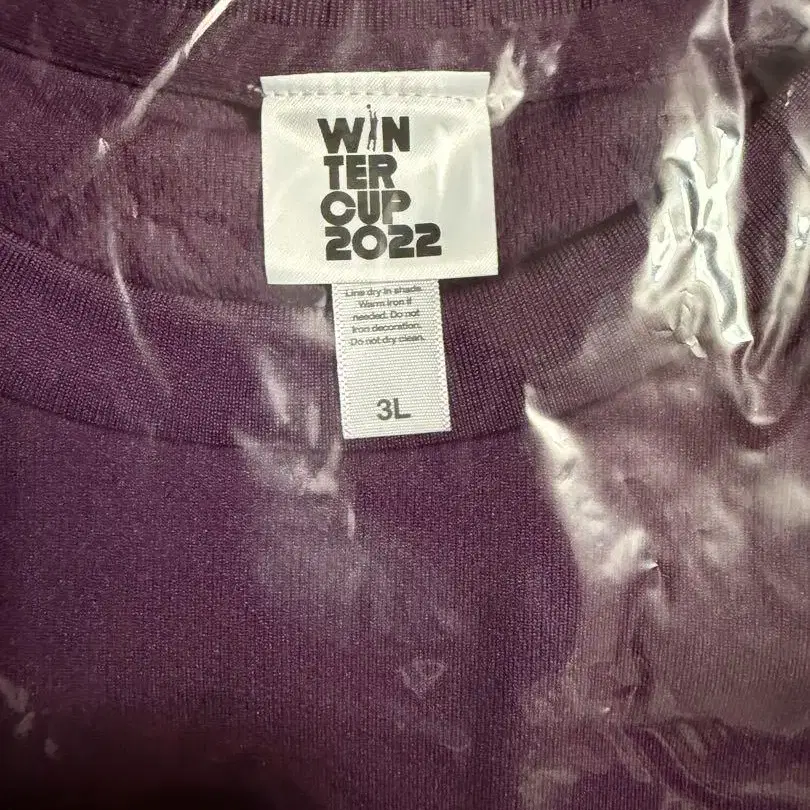 WIN
TER
CUP
2022
Line dry in shade.
Warm iron if
needed. Do not
iron decoration.
Do not dry clean.
3L